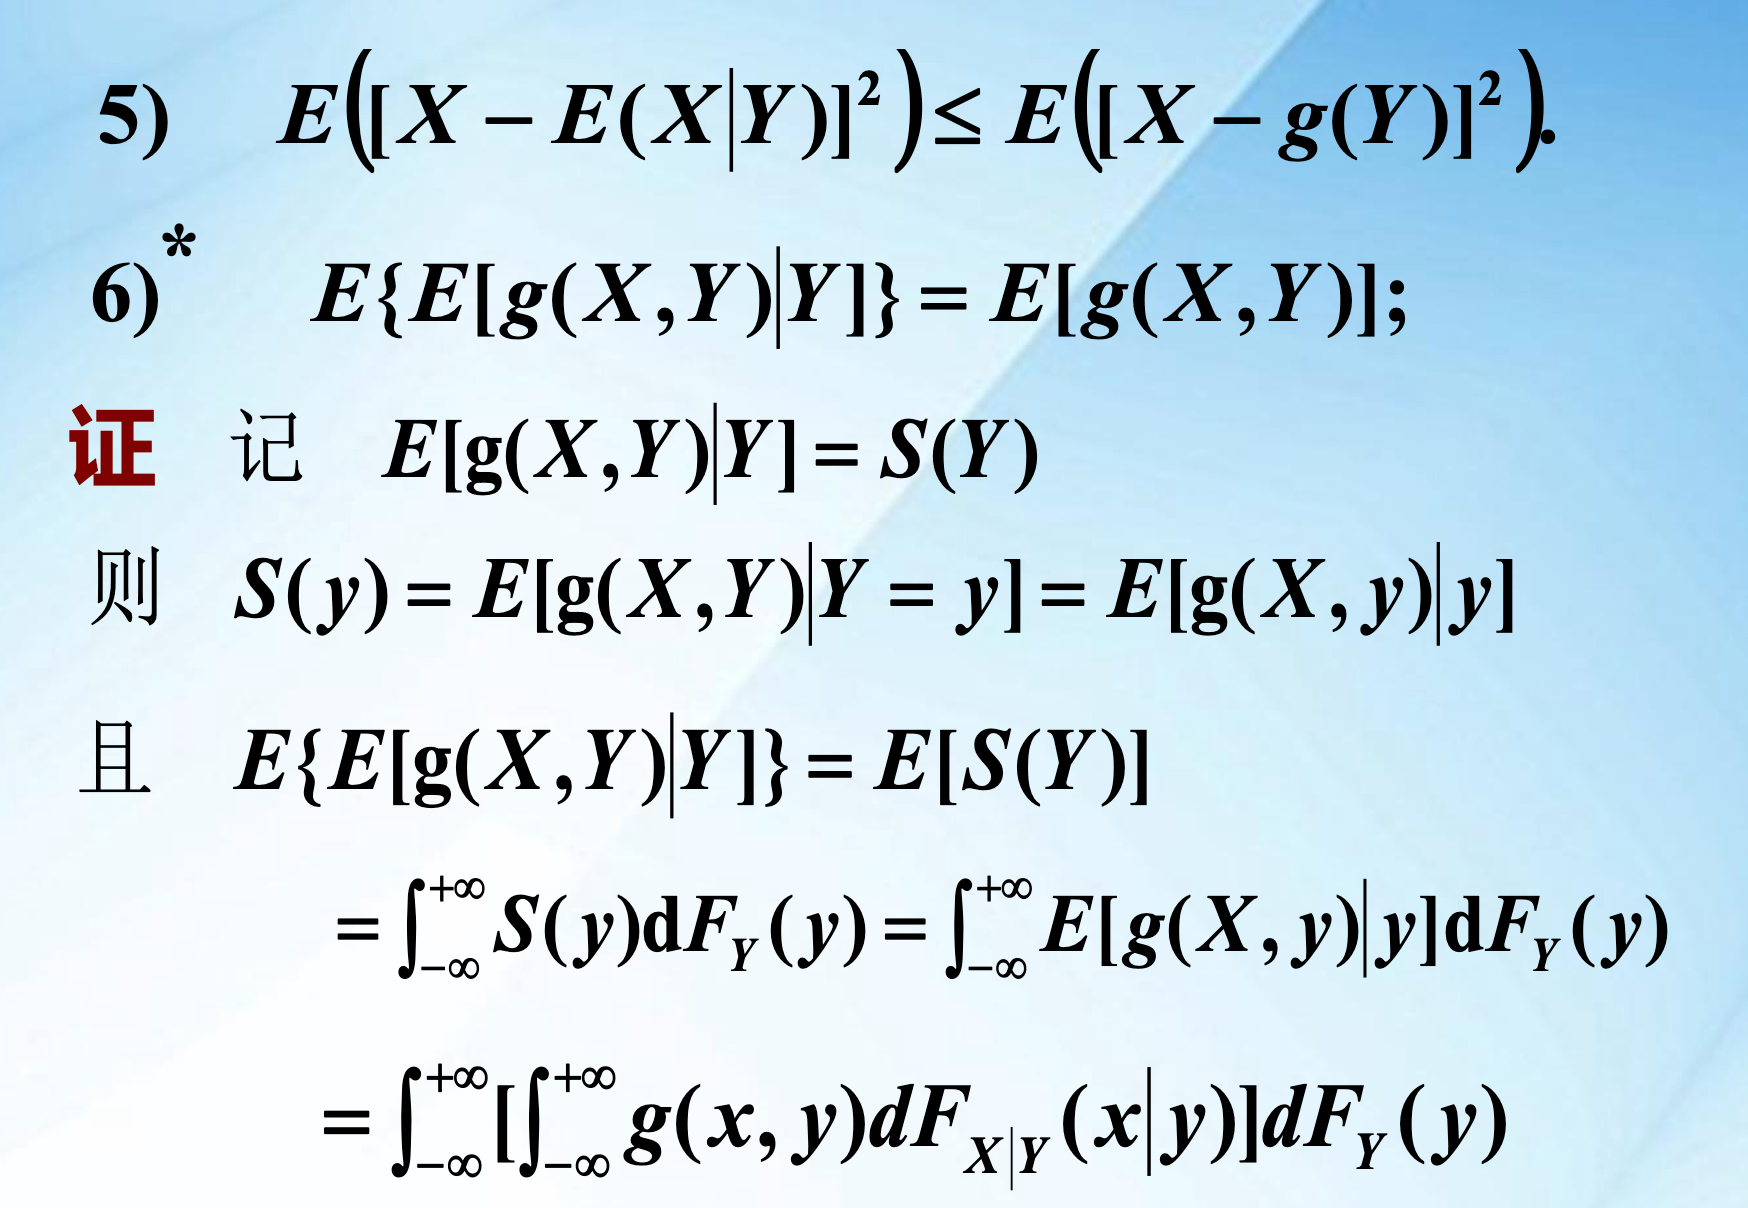 5) E([X − E(X|Y)]²) ≤ E([X − g(Y)]²).
6)* E{E[g(X,Y)|Y]} = E[g(X,Y)];
证 记 E[g(X,Y)|Y] = S(Y)
则 S(y) = E[g(X,Y)|Y = y] = E[g(X,y)|y]
且 E{E[g(X,Y)|Y]} = E[S(Y)]
= ∫_{−∞}^{+∞} S(y)dF_Y(y) = ∫_{−∞}^{+∞} E[g(X,y)|y]dF_Y(y)
= ∫_{−∞}^{+∞} [∫_{−∞}^{+∞} g(x,y)dF_{X|Y}(x|y)]dF_Y(y)